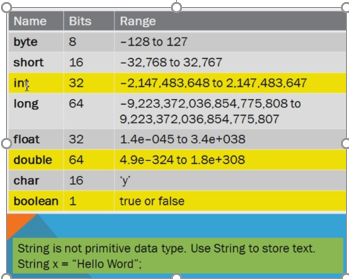 Name Bits Range
byte 8 –128 to 127
short 16 –32,768 to 32,767
int 32 –2,147,483,648 to 2,147,483,647
long 64 –9,223,372,036,854,775,808 to
9,223,372,036,854,775,807
float 32 1.4e–045 to 3.4e+038
double 64 4.9e–324 to 1.8e+308
char 16 ‘y’
boolean 1 true or false
String is not primitive data type. Use String to store text.
String x = “Hello Word”;